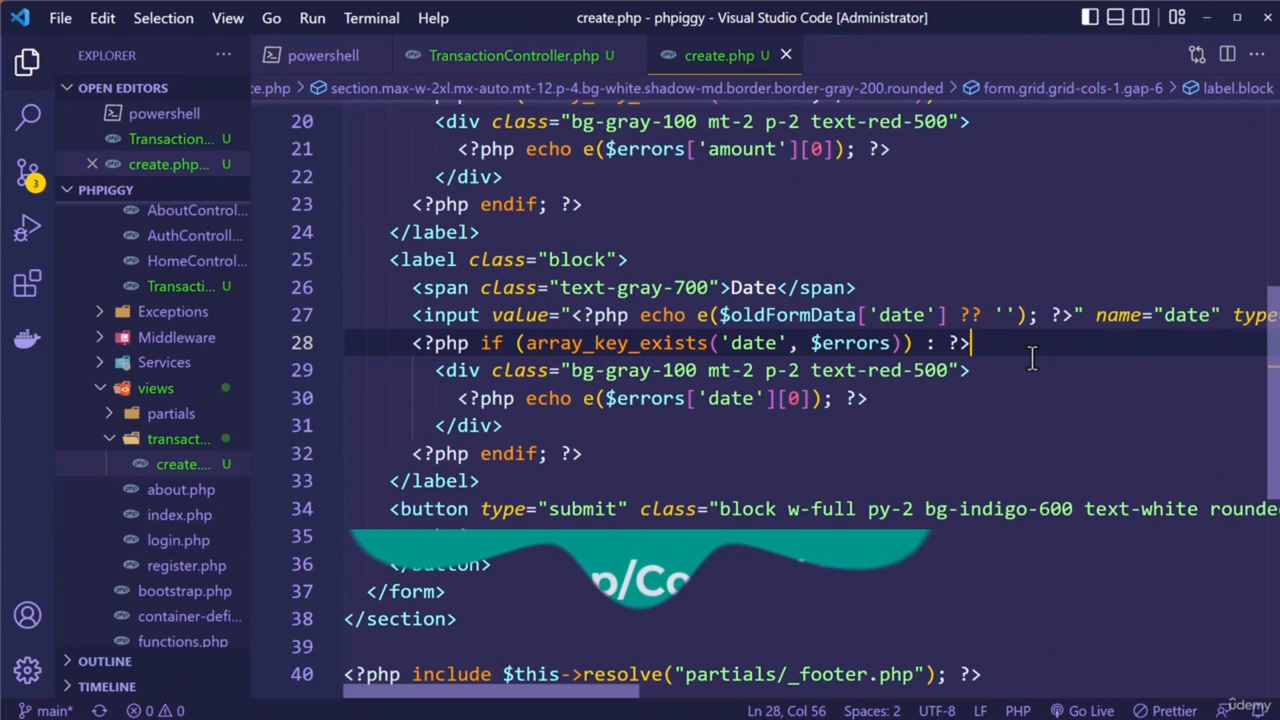 File Edit Selection View Go Run Terminal Help
create.php - phpiggy - Visual Studio Code [Administrator]
EXPLORER
powershell
TransactionController.php U
create.php U
OPEN EDITORS
powershell
Transaction... U
create.php... U
PHPIGGY
AboutControl...
AuthControll...
HomeControl...
Transacti... U
Exceptions
Middleware
Services
views
partials
transact...
create.... U
about.php
index.php
login.php
register.php
bootstrap.php
container-defi...
functions.php
OUTLINE
TIMELINE
3
te.php > section.max-w-2xl.mx-auto.mt-12.p-4.bg-white.shadow-md.border.border-gray-200.rounded > form.grid.grid-cols-1.gap-6 > label.block
20 <div class="bg-gray-100 mt-2 p-2 text-red-500">
21 <?php echo e($errors['amount'][0]); ?>
22 </div>
23 <?php endif; ?>
24 </label>
25 <label class="block">
26 <span class="text-gray-700">Date</span>
27 <input value="<?php echo e($oldFormData['date'] ?? ''); ?>" name="date" type
28 <?php if (array_key_exists('date', $errors)) : ?>
29 <div class="bg-gray-100 mt-2 p-2 text-red-500">
30 <?php echo e($errors['date'][0]); ?>
31 </div>
32 <?php endif; ?>
33 </label>
34 <button type="submit" class="block w-full py-2 bg-indigo-600 text-white rounde
35
36 </button>
37 </form>
38 </section>
39
40 <?php include $this->resolve("partials/_footer.php"); ?>
p/Co
main* 0 0
Ln 28, Col 56 Spaces: 2 UTF-8 LF PHP Go Live Prettier
ûdemy